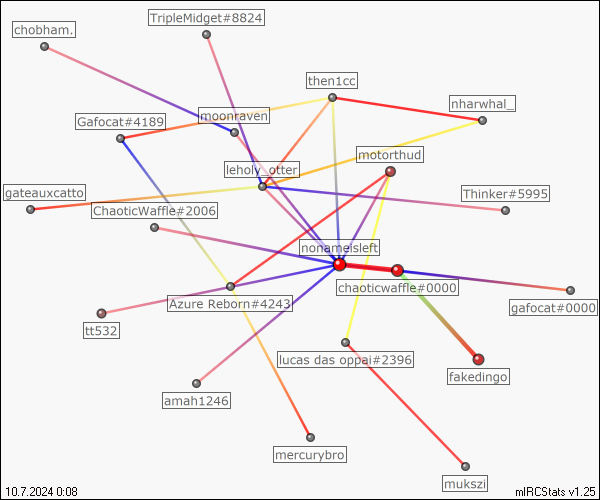 TripleMidget#8824
chobham.
then1cc
nharwhal_
moonraven
Gafocat#4189
motorthud
leholy_otter
gateauxcatto
Thinker#5995
ChaoticWaffle#2006
nonameisleft
chaoticwaffle#0000
Azure Reborn#4243
gafocat#0000
tt532
lucas das oppai#2396
fakedingo
amah1246
mercurybro
mukszi
10.7.2024 0:08
mIRCStats v1.25